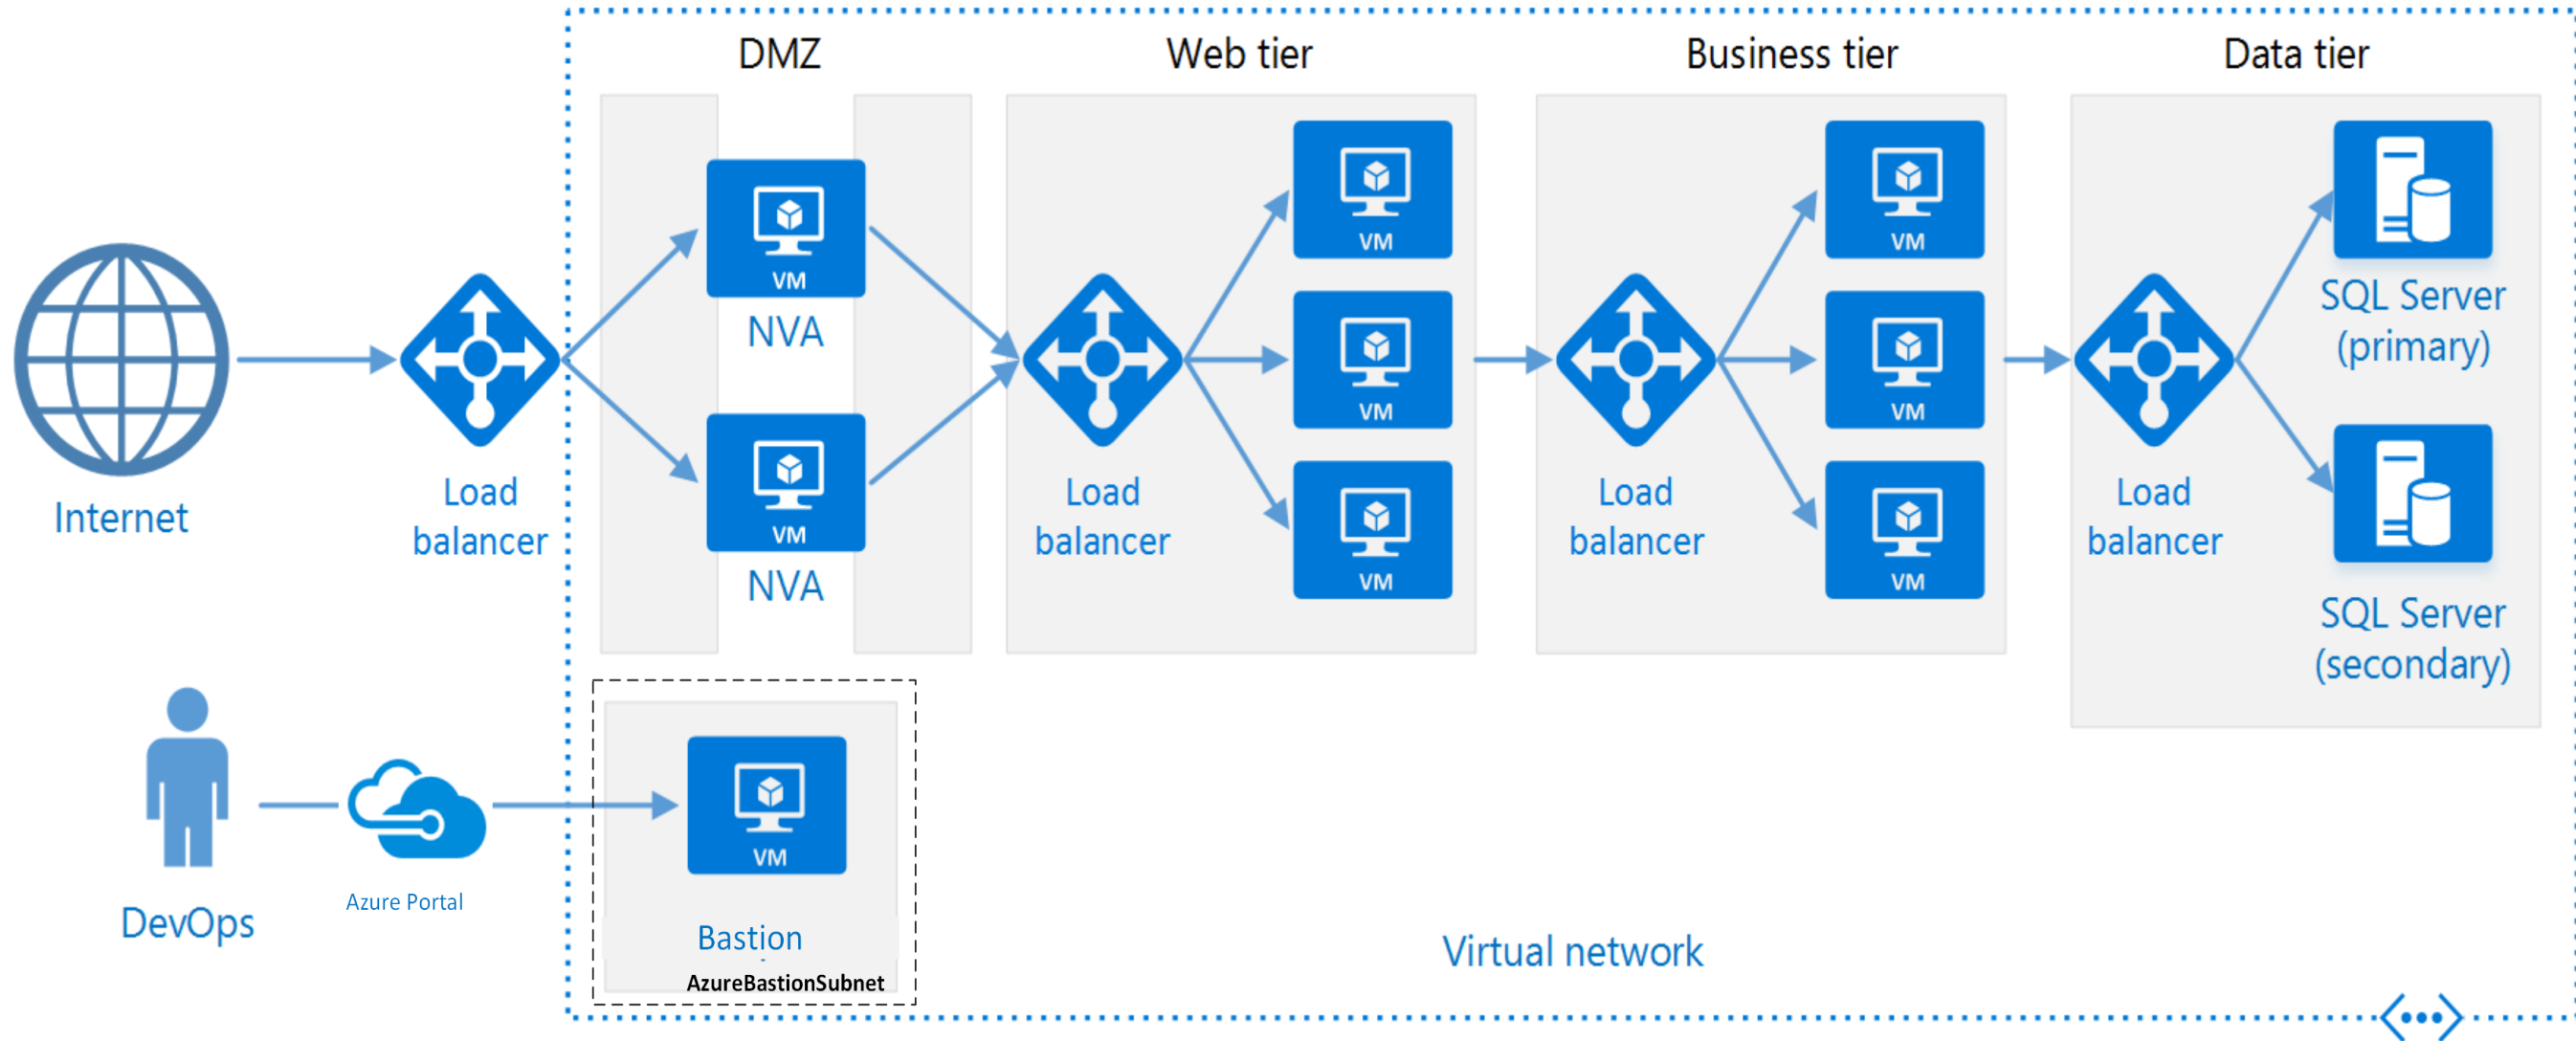 DMZ
Web tier
Business tier
Data tier
VM
NVA
VM
NVA
Internet
Load
balancer
Load
balancer
VM
VM
VM
Load
balancer
VM
VM
VM
Load
balancer
SQL Server
(primary)
SQL Server
(secondary)
DevOps
Azure Portal
VM
Bastion
AzureBastionSubnet
Virtual network